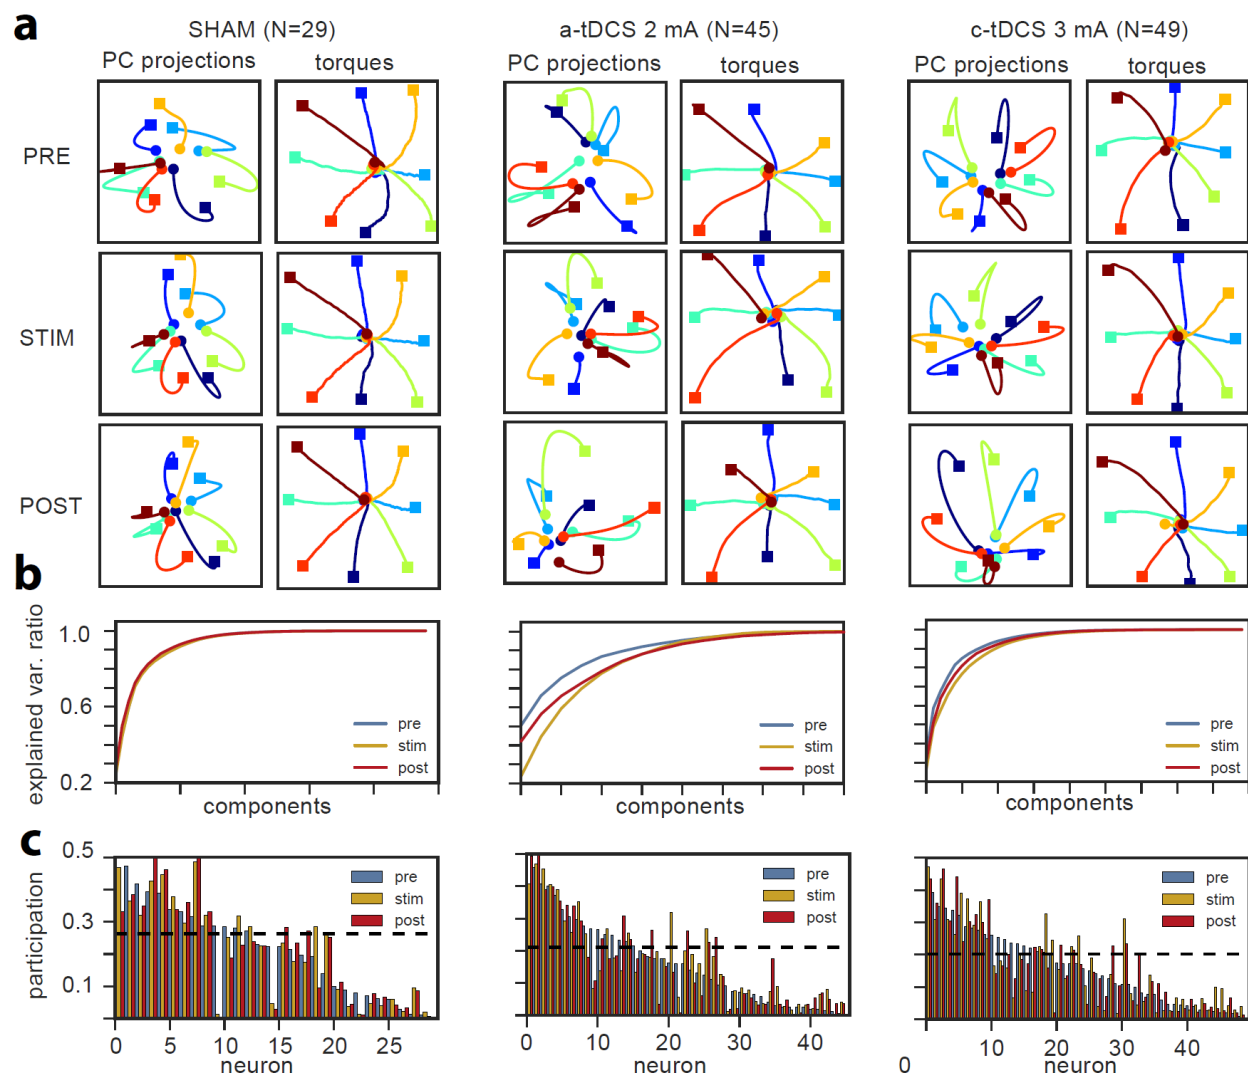 a
SHAM (N=29)
a-tDCS 2 mA (N=45)
c-tDCS 3 mA (N=49)
PC projections
torques
PC projections
torques
PC projections
torques
PRE
STIM
POST
b
explained var. ratio
1.0
0.6
0.2
pre
stim
post
components
pre
stim
post
components
pre
stim
post
components
c
participation
0.5
0.3
0.1
pre
stim
post
0 5 10 15 20 25
neuron
pre
stim
post
0 10 20 30 40
neuron
pre
stim
post
0 10 20 30 40
neuron